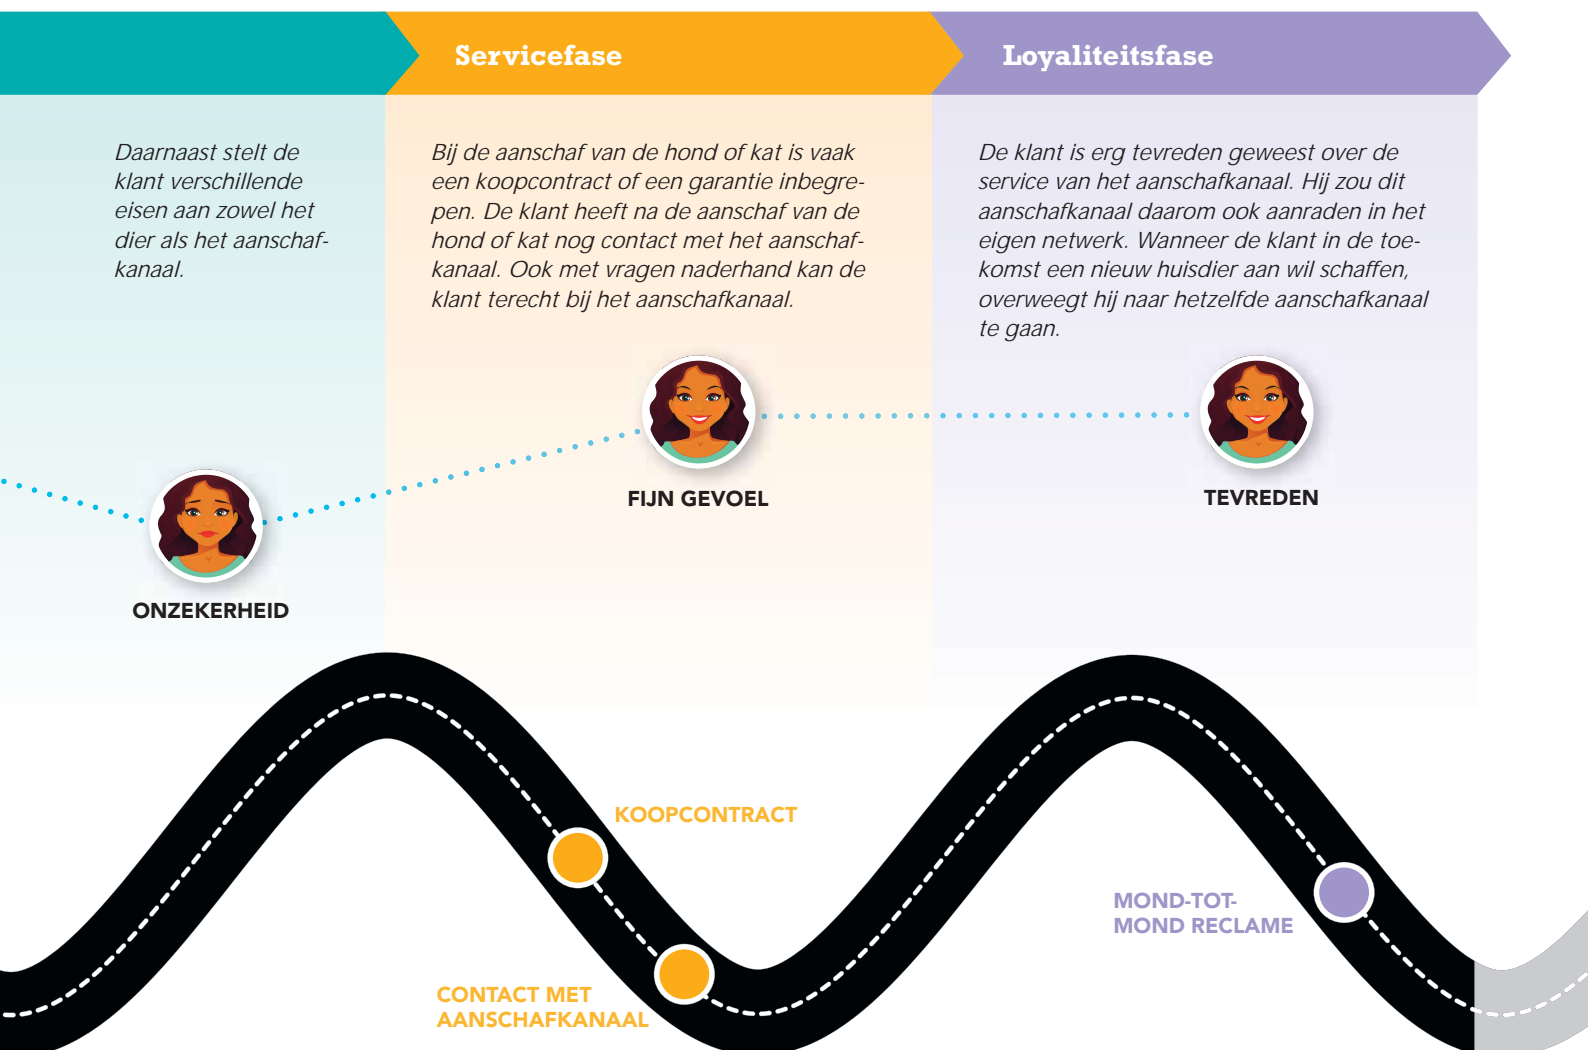 Servicefase
Loyaliteitsfase
Daarnaast stelt de
klant verschillende
eisen aan zowel het
dier als het aanschaf-
kanaal.
Bij de aanschaf van de hond of kat is vaak
een koopcontract of een garantie inbegre-
pen. De klant heeft na de aanschaf van de
hond of kat nog contact met het aanschaf-
kanaal. Ook met vragen naderhand kan de
klant terecht bij het aanschafkanaal.
De klant is erg tevreden geweest over de
service van het aanschafkanaal. Hij zou dit
aanschafkanaal daarom ook aanraden in het
eigen netwerk. Wanneer de klant in de toe-
komst een nieuw huisdier aan wil schaffen,
overweegt hij naar hetzelfde aanschafkanaal
te gaan.
ONZEKERHEID
FIJN GEVOEL
TEVREDEN
KOOPCONTRACT
CONTACT MET
AANSCHAFKANAAL
MOND-TOT-
MOND RECLAME